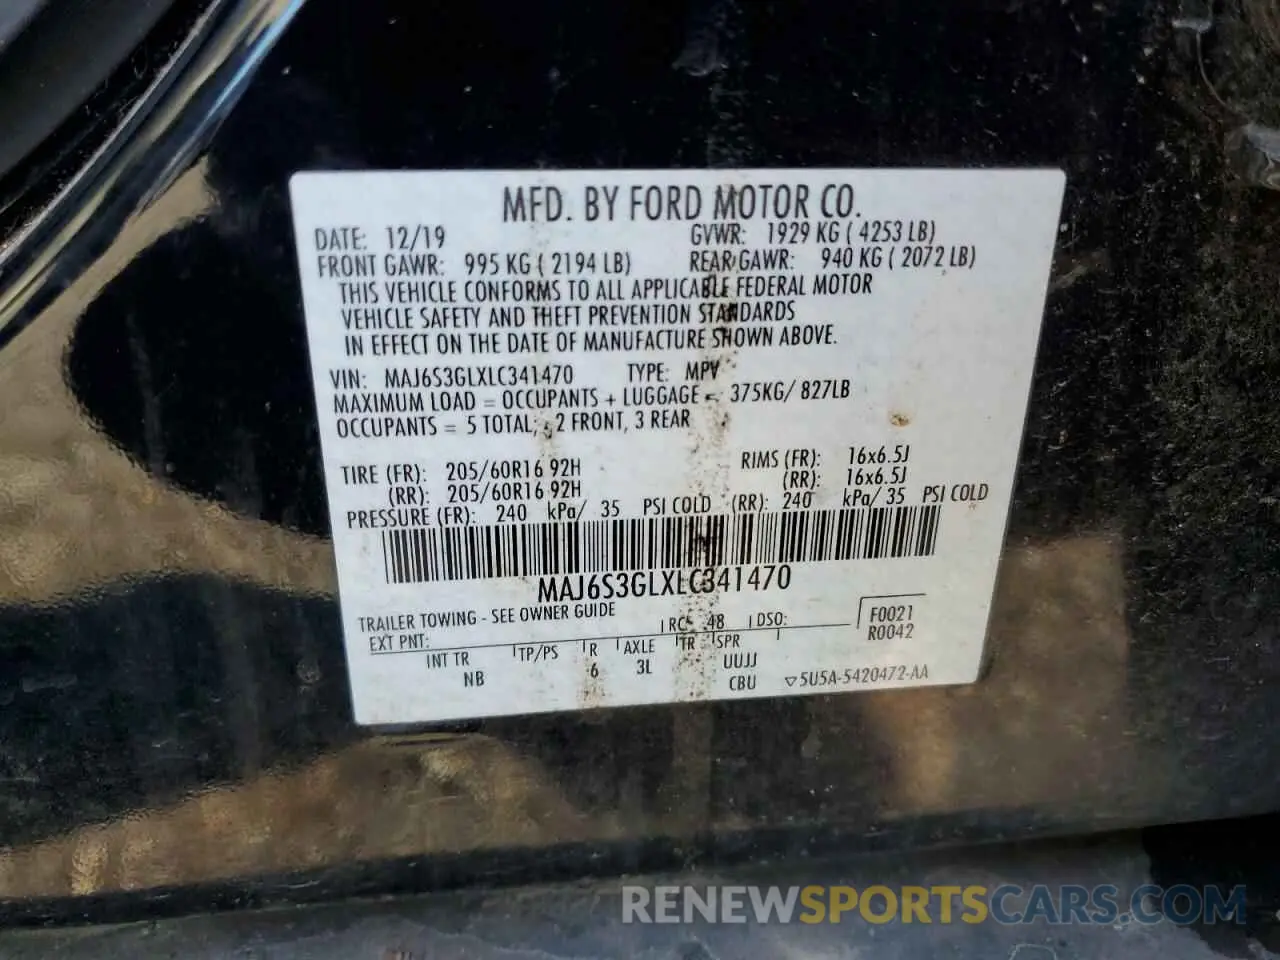 MFD. BY FORD MOTOR CO.
DATE: 12/19 GVWR: 1929 KG ( 4253 LB)
FRONT GAWR: 995 KG ( 2194 LB) REAR GAWR: 940 KG ( 2072 LB)
THIS VEHICLE CONFORMS TO ALL APPLICABLE FEDERAL MOTOR
VEHICLE SAFETY AND THEFT PREVENTION STANDARDS
IN EFFECT ON THE DATE OF MANUFACTURE SHOWN ABOVE.
VIN: MAJ6S3GLXLC341470 TYPE: MPV
MAXIMUM LOAD = OCCUPANTS + LUGGAGE = 375KG/ 827LB
OCCUPANTS = 5 TOTAL; 2 FRONT, 3 REAR
TIRE (FR): 205/60R16 92H RIMS (FR): 16x6.5J
(RR): 205/60R16 92H (RR): 16x6.5J
PRESSURE (FR): 240 kPa/ 35 PSI COLD (RR): 240 kPa/ 35 PSI COLD
MAJ6S3GLXLC341470
TRAILER TOWING - SEE OWNER GUIDE
EXT PNT: RC: 48 DSO: F0021
R0042
INT TR TP/PS R AXLE TR SPR
NB 6 3L UUJJ
CBU ▽5U5A-5420472-AA
RENEWSPORTSCARS.COM